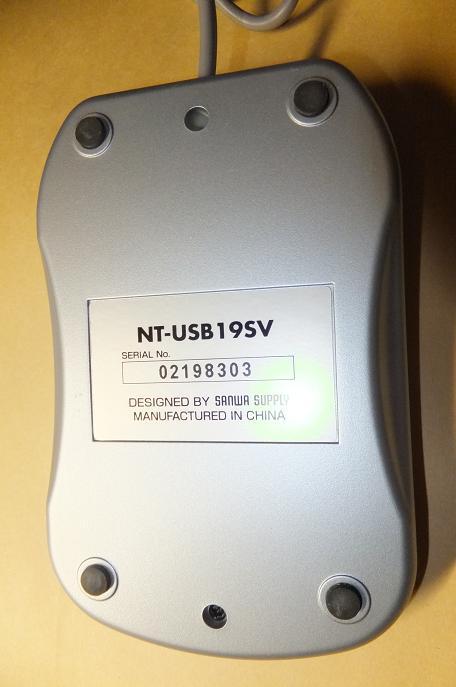 NT-USB19SV
SERIAL No.
02198303
DESIGNED BY SANWA SUPPLY
MANUFACTURED IN CHINA